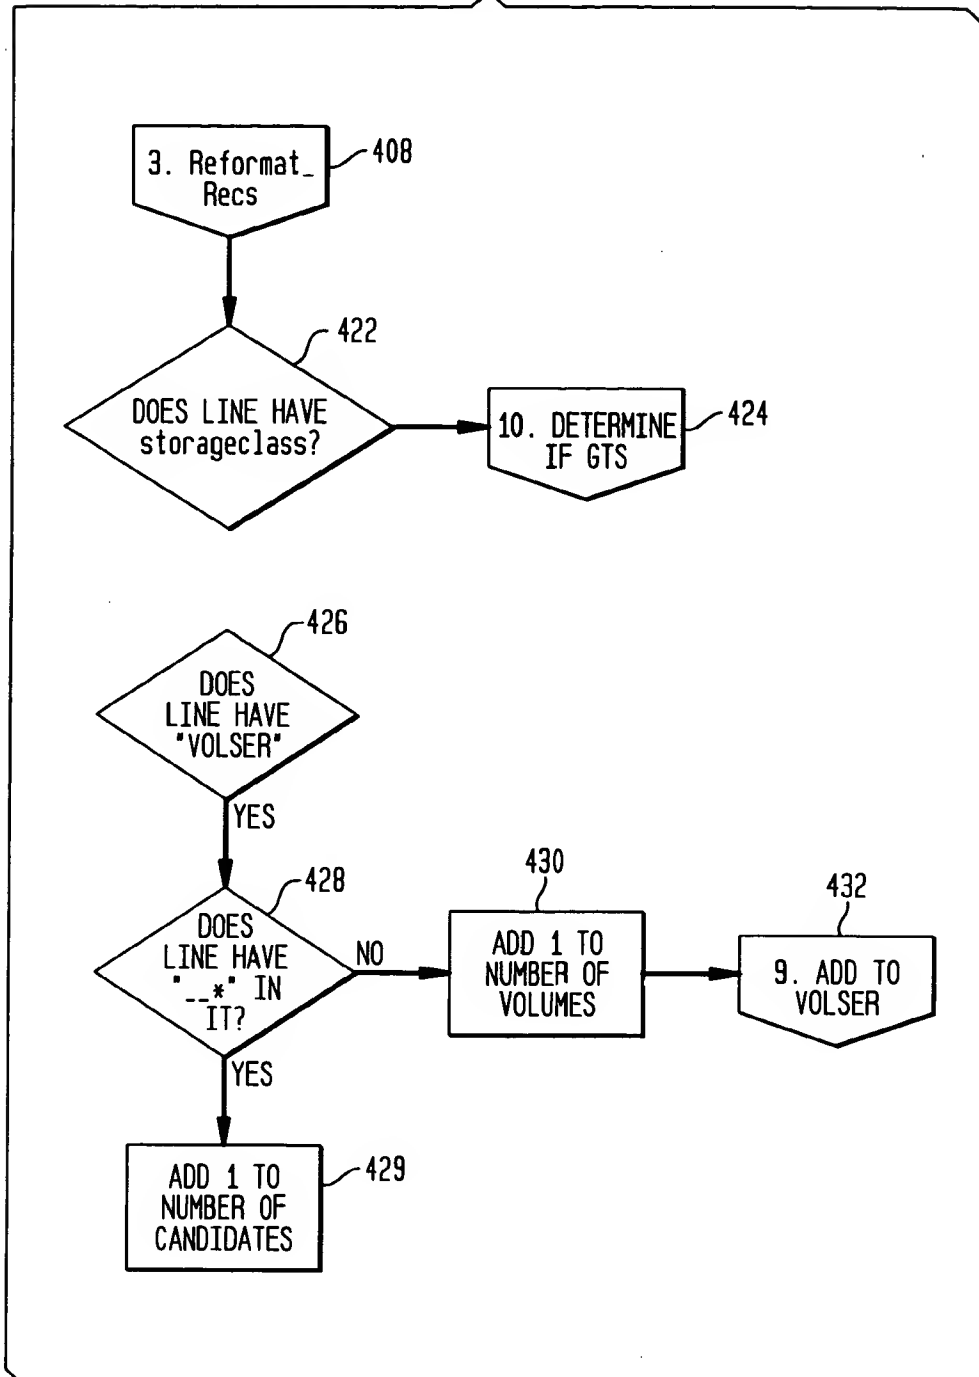 3. Reformat_
Recs
408
422
DOES LINE HAVE
storageclass?
10. DETERMINE
IF GTS
424
426
DOES
LINE HAVE
"VOLSER"
YES
428
DOES
LINE HAVE
"__*" IN
IT?
NO
430
ADD 1 TO
NUMBER OF
VOLUMES
432
9. ADD TO
VOLSER
YES
ADD 1 TO
NUMBER OF
CANDIDATES
429